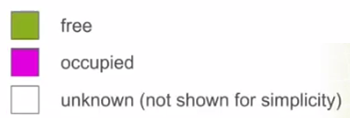 free
occupied
unknown (not shown for simplicity)